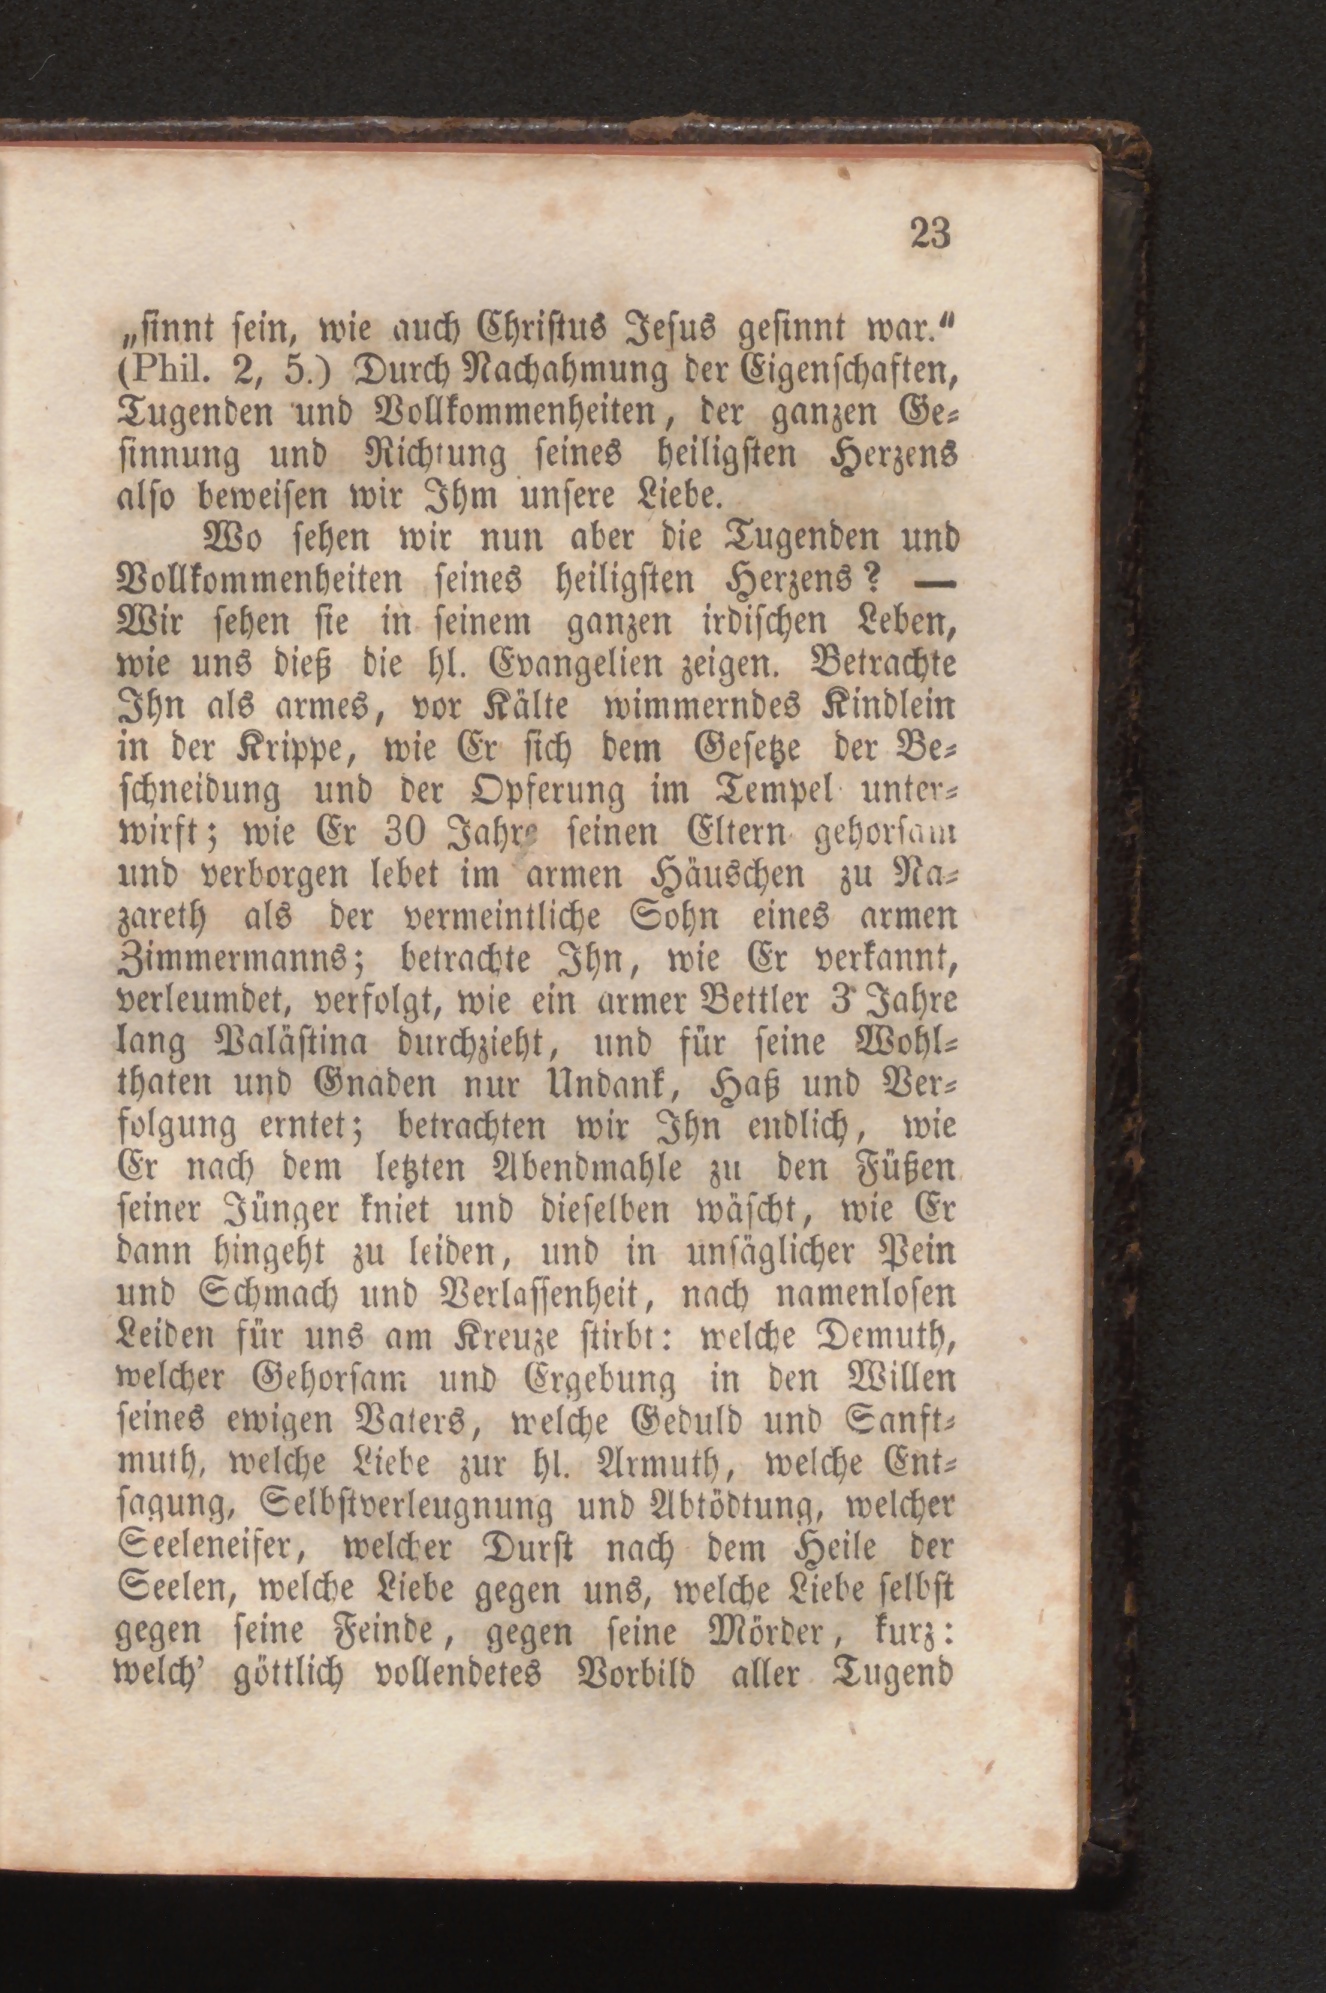 23
„sinnt sein, wie auch Christus Jesus gesinnt war.“
(Phil. 2, 5.) Durch Nachahmung der Eigenschaften,
Tugenden und Vollkommenheiten, der ganzen Ge-
sinnung und Richtung seines heiligsten Herzens
also beweisen wir Ihm unsere Liebe.
Wo sehen wir nun aber die Tugenden und
Vollkommenheiten seines heiligsten Herzens? —
Wir sehen sie in seinem ganzen irdischen Leben,
wie uns dieß die hl. Evangelien zeigen. Betrachte
Ihn als armes, vor Kälte wimmerndes Kindlein
in der Krippe, wie Er sich dem Gesetze der Be-
schneidung und der Opferung im Tempel unter-
wirft; wie Er 30 Jahre seinen Eltern gehorsam
und verborgen lebet im armen Häuschen zu Na-
zareth als der vermeintliche Sohn eines armen
Zimmermanns; betrachte Ihn, wie Er verkannt,
verleumdet, verfolgt, wie ein armer Bettler 3 Jahre
lang Palästina durchzieht, und für seine Wohl-
thaten und Gnaden nur Undank, Haß und Ver-
folgung erntet; betrachten wir Ihn endlich, wie
Er nach dem letzten Abendmahle zu den Füßen
seiner Jünger kniet und dieselben wäscht, wie Er
dann hingeht zu leiden, und in unsäglicher Pein
und Schmach und Verlassenheit, nach namenlosen
Leiden für uns am Kreuze stirbt: welche Demuth,
welcher Gehorsam und Ergebung in den Willen
seines ewigen Vaters, welche Geduld und Sanft-
muth, welche Liebe zur hl. Armuth, welche Ent-
sagung, Selbstverleugnung und Abtödtung, welcher
Seeleneifer, welcher Durst nach dem Heile der
Seelen, welche Liebe gegen uns, welche Liebe selbst
gegen seine Feinde, gegen seine Mörder, kurz:
welch’ göttlich vollendetes Vorbild aller Tugend